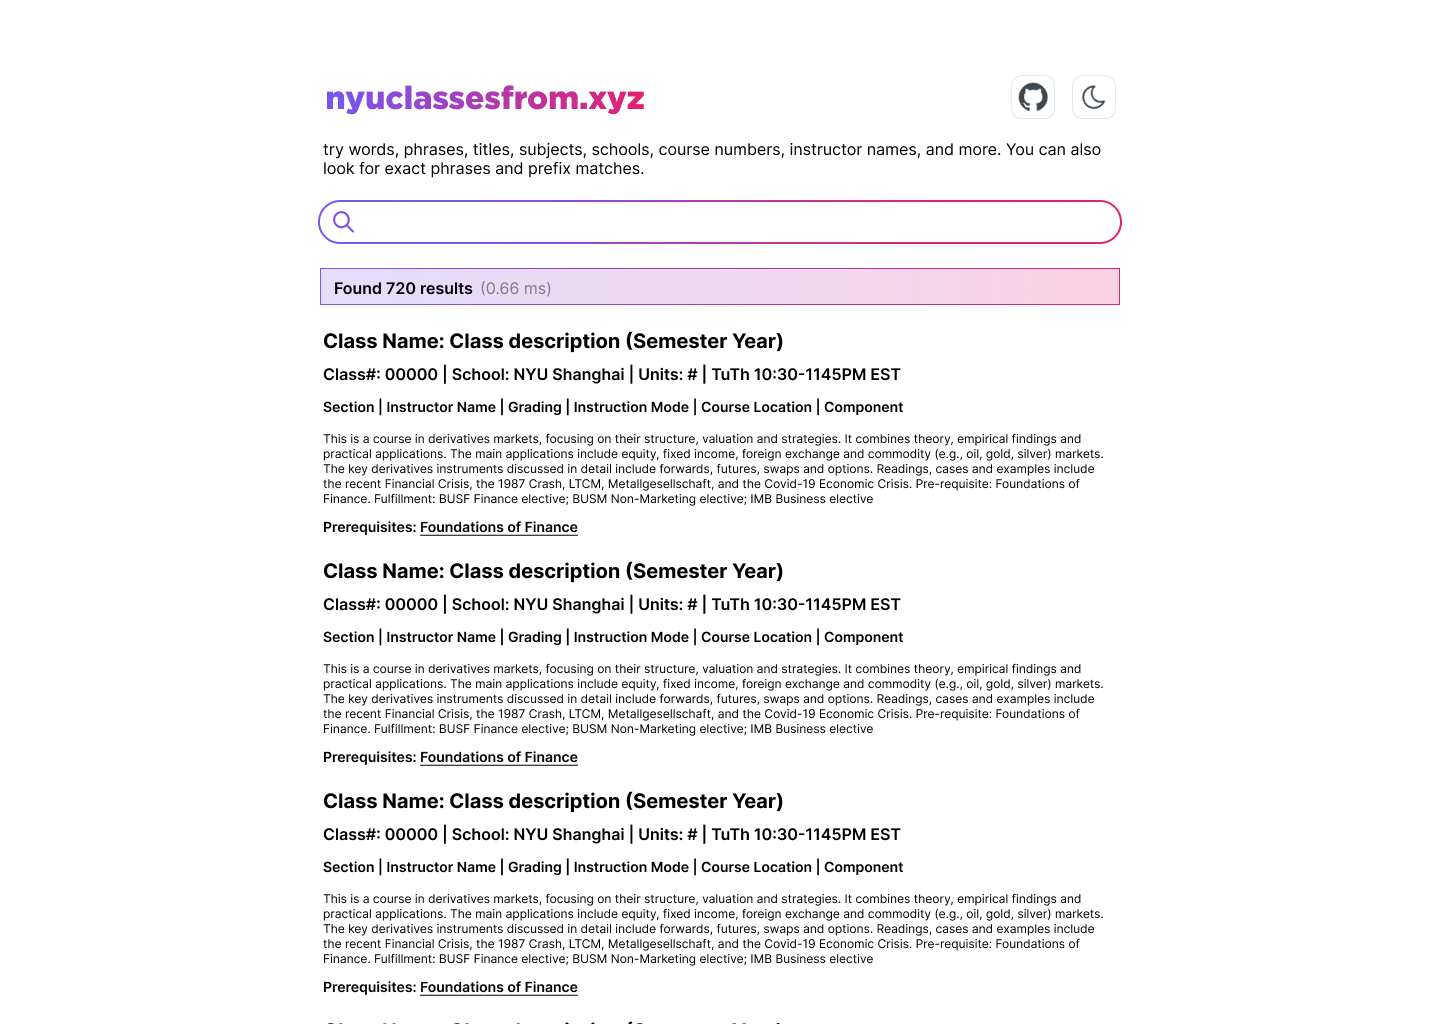 nyuclassesfrom.xyz
try words, phrases, titles, subjects, schools, course numbers, instructor names, and more. You can also
look for exact phrases and prefix matches.
Found 720 results (0.66 ms)
Class Name: Class description (Semester Year)
Class#: 00000 | School: NYU Shanghai | Units: # | TuTh 10:30-1145PM EST
Section | Instructor Name | Grading | Instruction Mode | Course Location | Component
This is a course in derivatives markets, focusing on their structure, valuation and strategies. It combines theory, empirical findings and
practical applications. The main applications include equity, fixed income, foreign exchange and commodity (e.g., oil, gold, silver) markets.
The key derivatives instruments discussed in detail include forwards, futures, swaps and options. Readings, cases and examples include
the recent Financial Crisis, the 1987 Crash, LTCM, Metallgesellschaft, and the Covid-19 Economic Crisis. Pre-requisite: Foundations of
Finance. Fulfillment: BUSF Finance elective; BUSM Non-Marketing elective; IMB Business elective
Prerequisites: Foundations of Finance
Class Name: Class description (Semester Year)
Class#: 00000 | School: NYU Shanghai | Units: # | TuTh 10:30-1145PM EST
Section | Instructor Name | Grading | Instruction Mode | Course Location | Component
This is a course in derivatives markets, focusing on their structure, valuation and strategies. It combines theory, empirical findings and
practical applications. The main applications include equity, fixed income, foreign exchange and commodity (e.g., oil, gold, silver) markets.
The key derivatives instruments discussed in detail include forwards, futures, swaps and options. Readings, cases and examples include
the recent Financial Crisis, the 1987 Crash, LTCM, Metallgesellschaft, and the Covid-19 Economic Crisis. Pre-requisite: Foundations of
Finance. Fulfillment: BUSF Finance elective; BUSM Non-Marketing elective; IMB Business elective
Prerequisites: Foundations of Finance
Class Name: Class description (Semester Year)
Class#: 00000 | School: NYU Shanghai | Units: # | TuTh 10:30-1145PM EST
Section | Instructor Name | Grading | Instruction Mode | Course Location | Component
This is a course in derivatives markets, focusing on their structure, valuation and strategies. It combines theory, empirical findings and
practical applications. The main applications include equity, fixed income, foreign exchange and commodity (e.g., oil, gold, silver) markets.
The key derivatives instruments discussed in detail include forwards, futures, swaps and options. Readings, cases and examples include
the recent Financial Crisis, the 1987 Crash, LTCM, Metallgesellschaft, and the Covid-19 Economic Crisis. Pre-requisite: Foundations of
Finance. Fulfillment: BUSF Finance elective; BUSM Non-Marketing elective; IMB Business elective
Prerequisites: Foundations of Finance